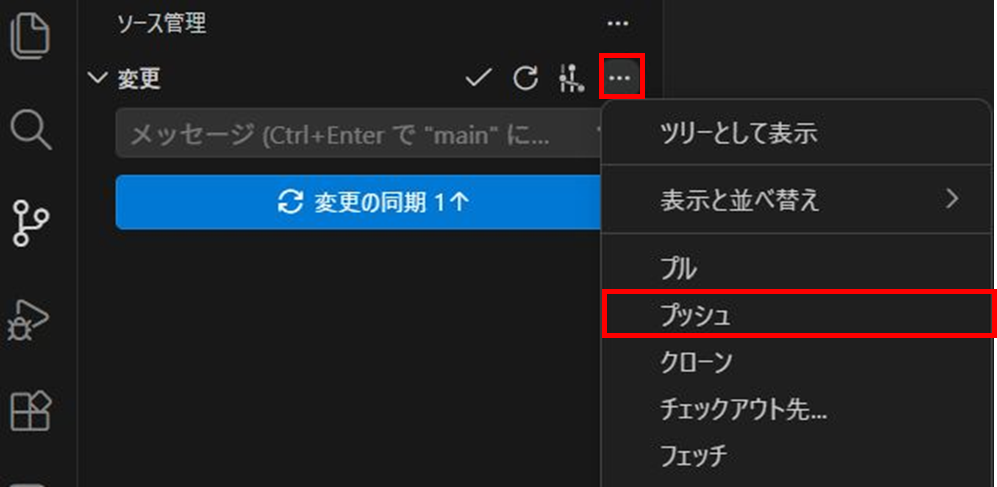 ソース管理
変更
メッセージ (Ctrl+Enter で "main" に...
変更の同期 1↑
ツリーとして表示
表示と並べ替え
プル
プッシュ
クローン
チェックアウト先...
フェッチ